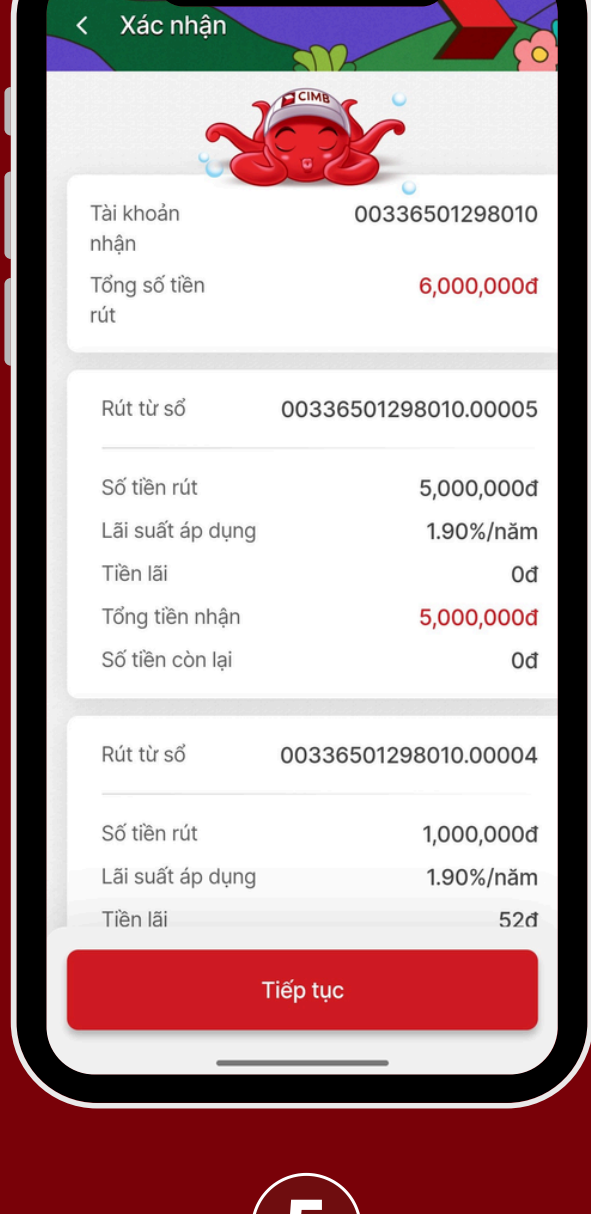 Xác nhận
CIMB
Tài khoản nhận 00336501298010
Tổng số tiền rút 6,000,000đ
Rút từ sổ 00336501298010.00005
Số tiền rút 5,000,000đ
Lãi suất áp dụng 1.90%/năm
Tiền lãi 0đ
Tổng tiền nhận 5,000,000đ
Số tiền còn lại 0đ
Rút từ sổ 00336501298010.00004
Số tiền rút 1,000,000đ
Lãi suất áp dụng 1.90%/năm
Tiền lãi 52đ
Tiếp tục